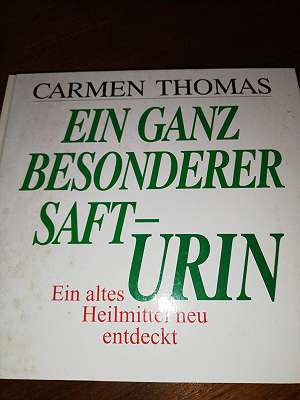 CARMEN THOMAS
EIN GANZ
BESONDERER
SAFT–
URIN
Ein altes
Heilmittel neu
entdeckt